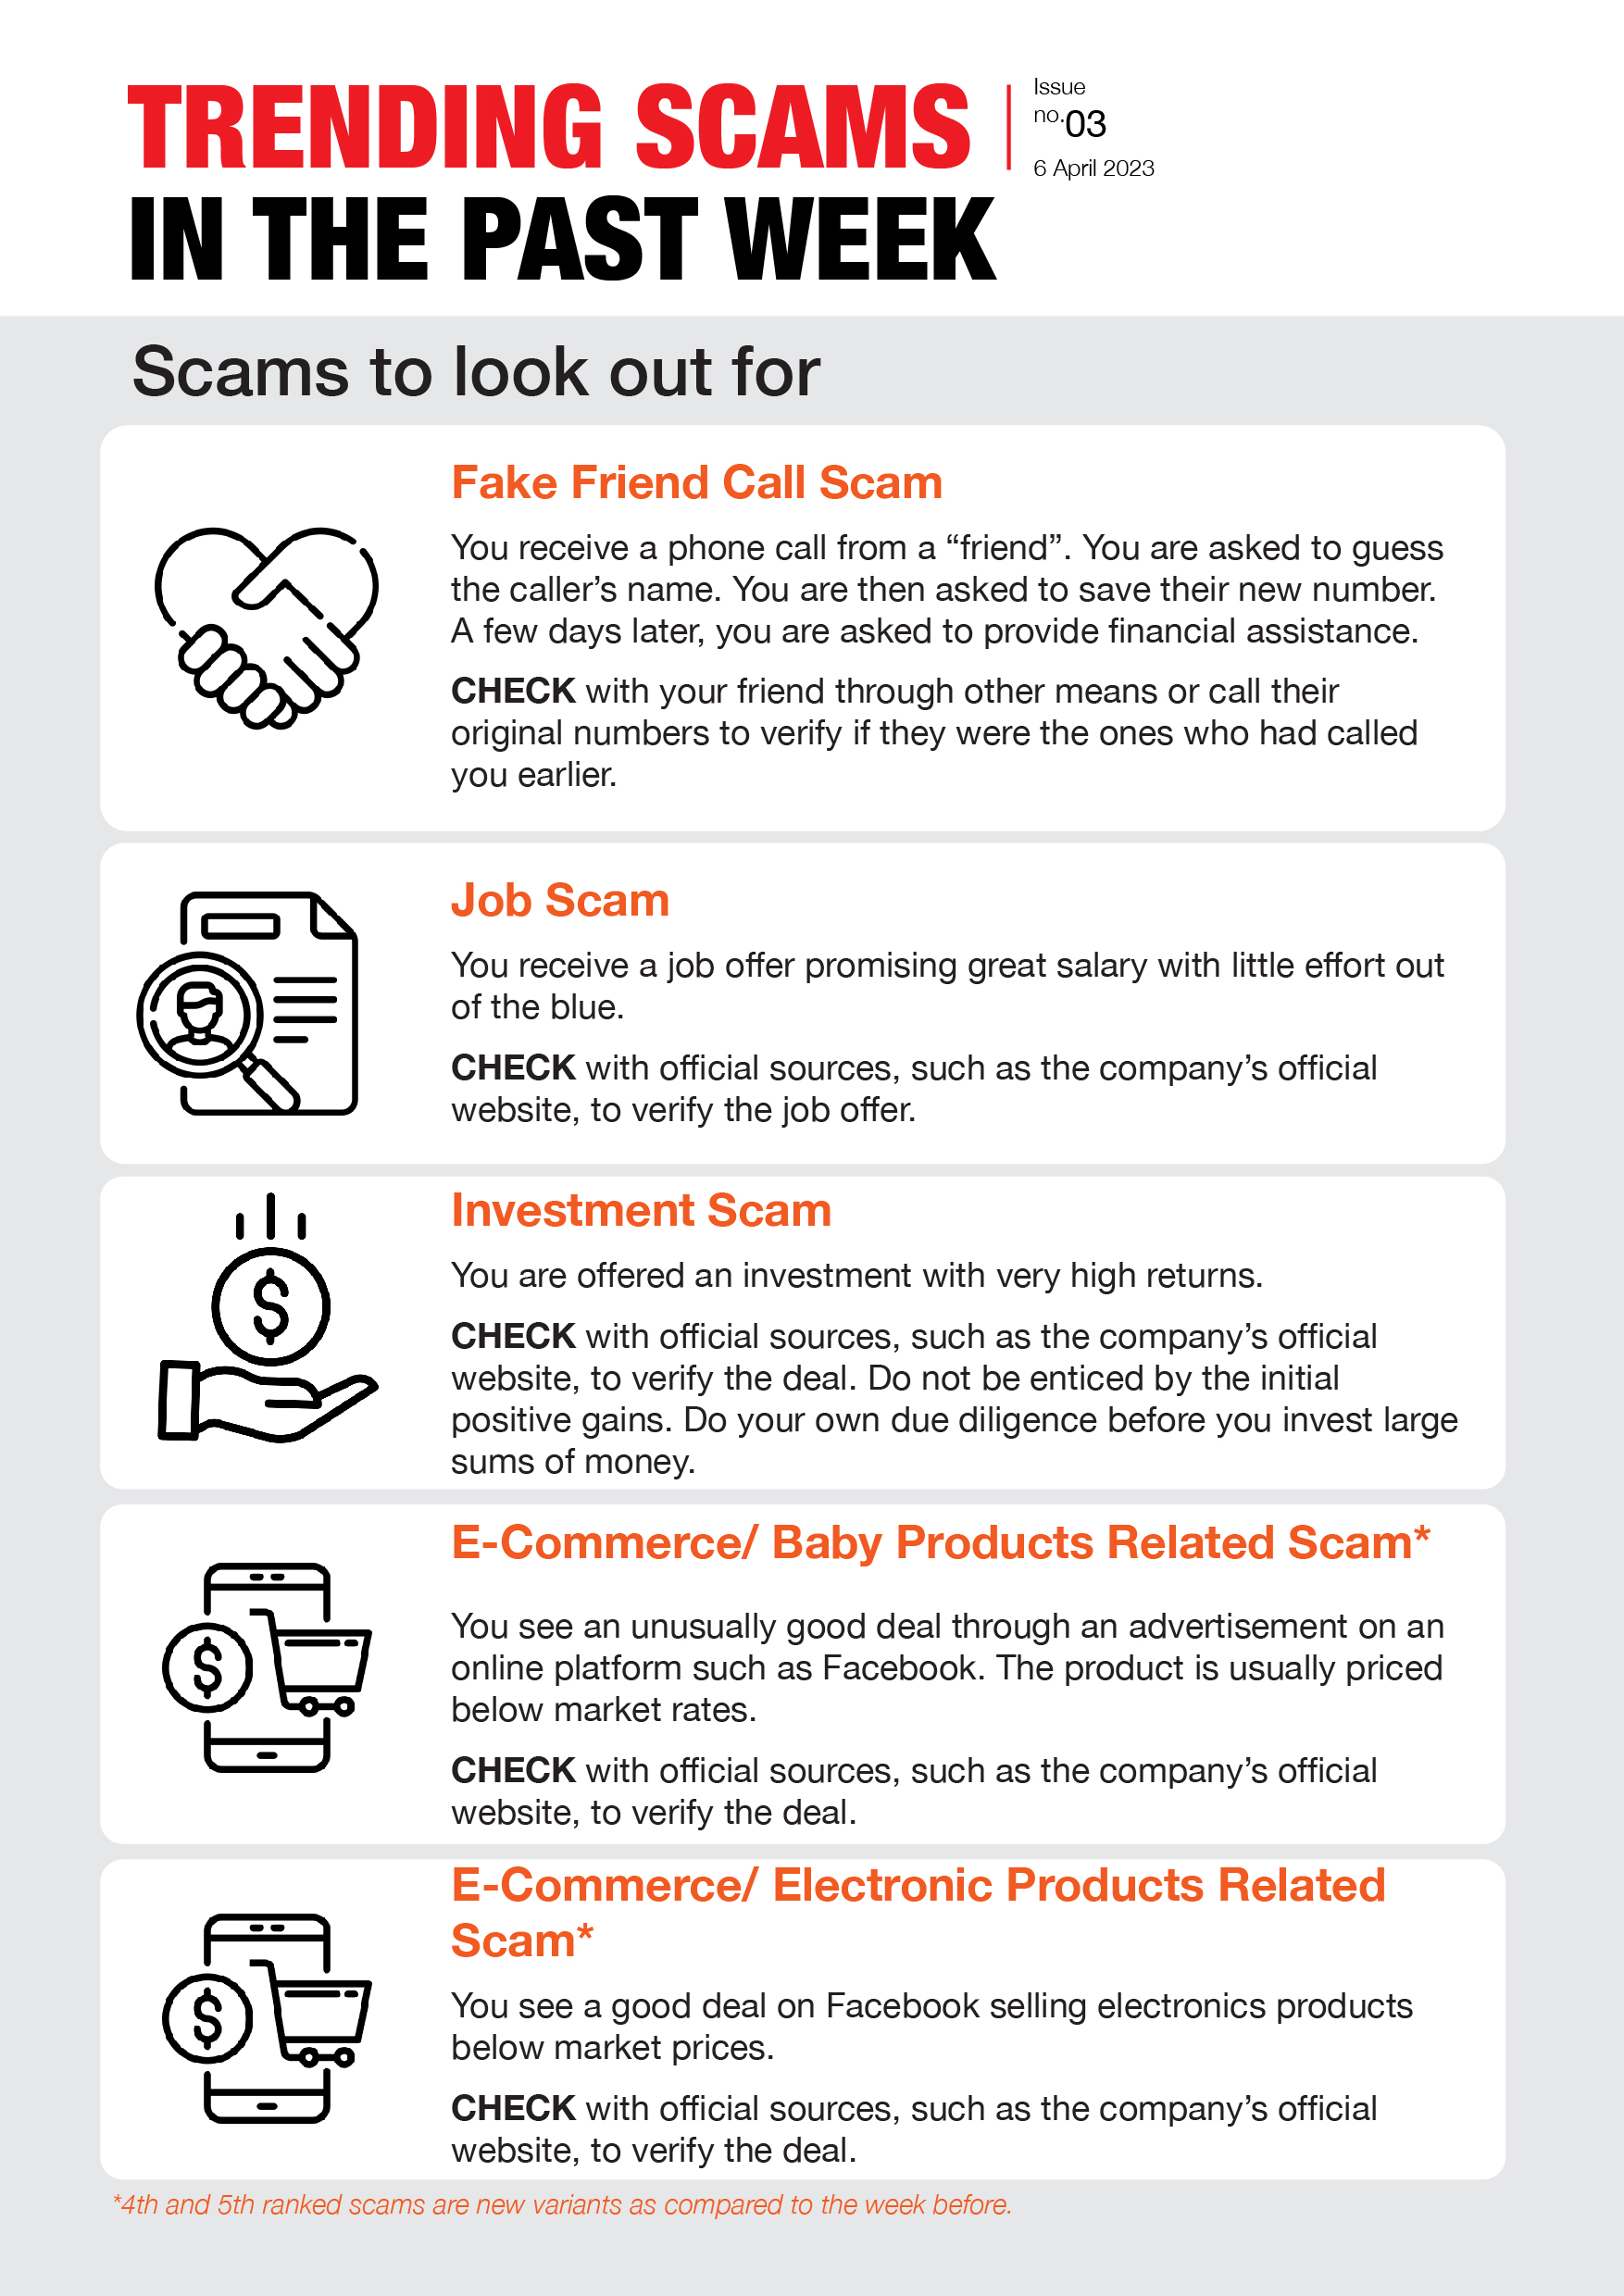 TRENDING SCAMS
IN THE PAST WEEK
Issue
no.03
6 April 2023
Scams to look out for
Fake Friend Call Scam
You receive a phone call from a “friend”. You are asked to guess
the caller’s name. You are then asked to save their new number.
A few days later, you are asked to provide financial assistance.
CHECK with your friend through other means or call their
original numbers to verify if they were the ones who had called
you earlier.
Job Scam
You receive a job offer promising great salary with little effort out
of the blue.
CHECK with official sources, such as the company’s official
website, to verify the job offer.
Investment Scam
You are offered an investment with very high returns.
CHECK with official sources, such as the company’s official
website, to verify the deal. Do not be enticed by the initial
positive gains. Do your own due diligence before you invest large
sums of money.
E-Commerce/ Baby Products Related Scam*
You see an unusually good deal through an advertisement on an
online platform such as Facebook. The product is usually priced
below market rates.
CHECK with official sources, such as the company’s official
website, to verify the deal.
E-Commerce/ Electronic Products Related
Scam*
You see a good deal on Facebook selling electronics products
below market prices.
CHECK with official sources, such as the company’s official
website, to verify the deal.
*4th and 5th ranked scams are new variants as compared to the week before.